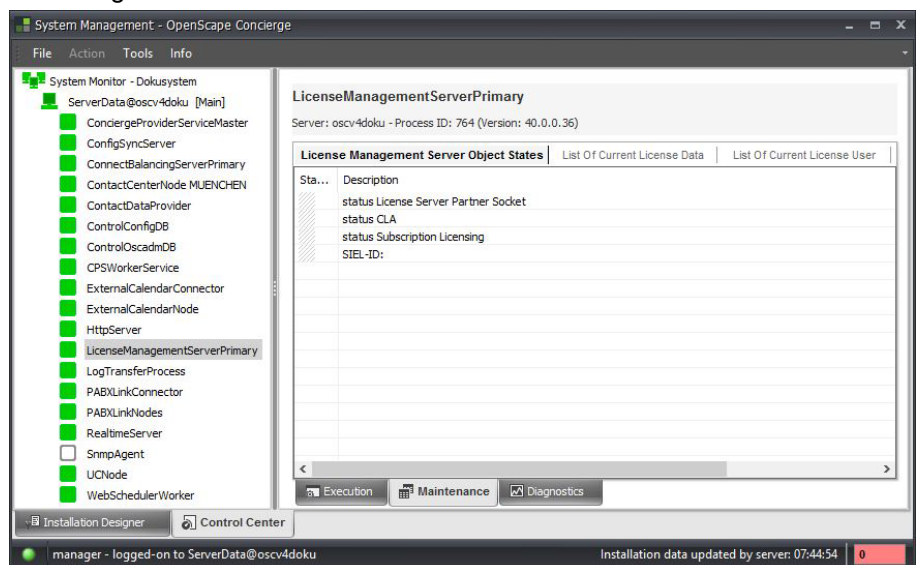 System Management - OpenScape Concierge
File Action Tools Info
System Monitor - Dokusystem
ServerData@oscv4doku [Main]
ConciergeProviderServiceMaster
ConfigSyncServer
ConnectBalancingServerPrimary
ContactCenterNode MUENCHEN
ContactDataProvider
ControlConfigDB
ControlOscadmDB
CPSWorkerService
ExternalCalendarConnector
ExternalCalendarNode
HttpServer
LicenseManagementServerPrimary
LogTransferProcess
PABXLinkConnector
PABXLinkNodes
RealtimeServer
SnmpAgent
UCNode
WebSchedulerWorker
LicenseManagementServerPrimary
Server: oscv4doku - Process ID: 764 (Version: 40.0.0.36)
License Management Server Object States List Of Current License Data List Of Current License User
Sta... Description
status License Server Partner Socket
status CLA
status Subscription Licensing
SIEL-ID:
Execution Maintenance Diagnostics
Installation Designer Control Center
manager - logged-on to ServerData@oscv4doku Installation data updated by server: 07:44:54 0